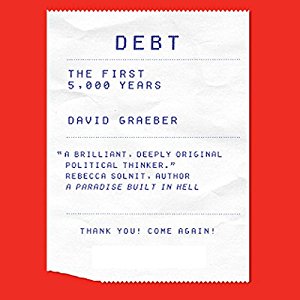 DEBT
THE FIRST
5,000 YEARS
DAVID GRAEBER
“A BRILLIANT, DEEPLY ORIGINAL
POLITICAL THINKER.”
REBECCA SOLNIT, AUTHOR
A PARADISE BUILT IN HELL
THANK YOU! COME AGAIN!